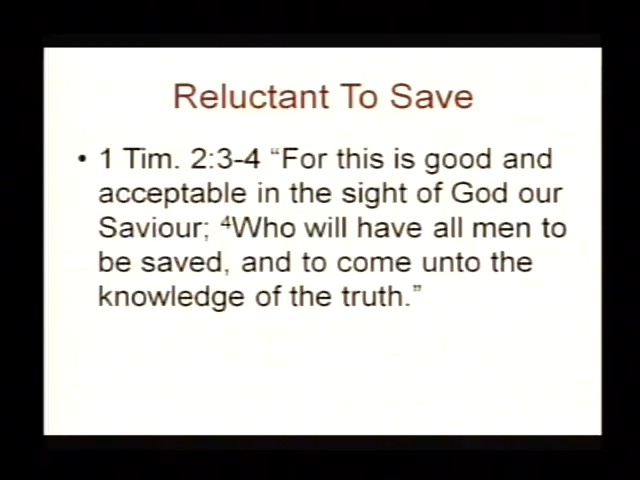 Reluctant To Save
• 1 Tim. 2:3-4 “For this is good and
acceptable in the sight of God our
Saviour; ⁴Who will have all men to
be saved, and to come unto the
knowledge of the truth.”